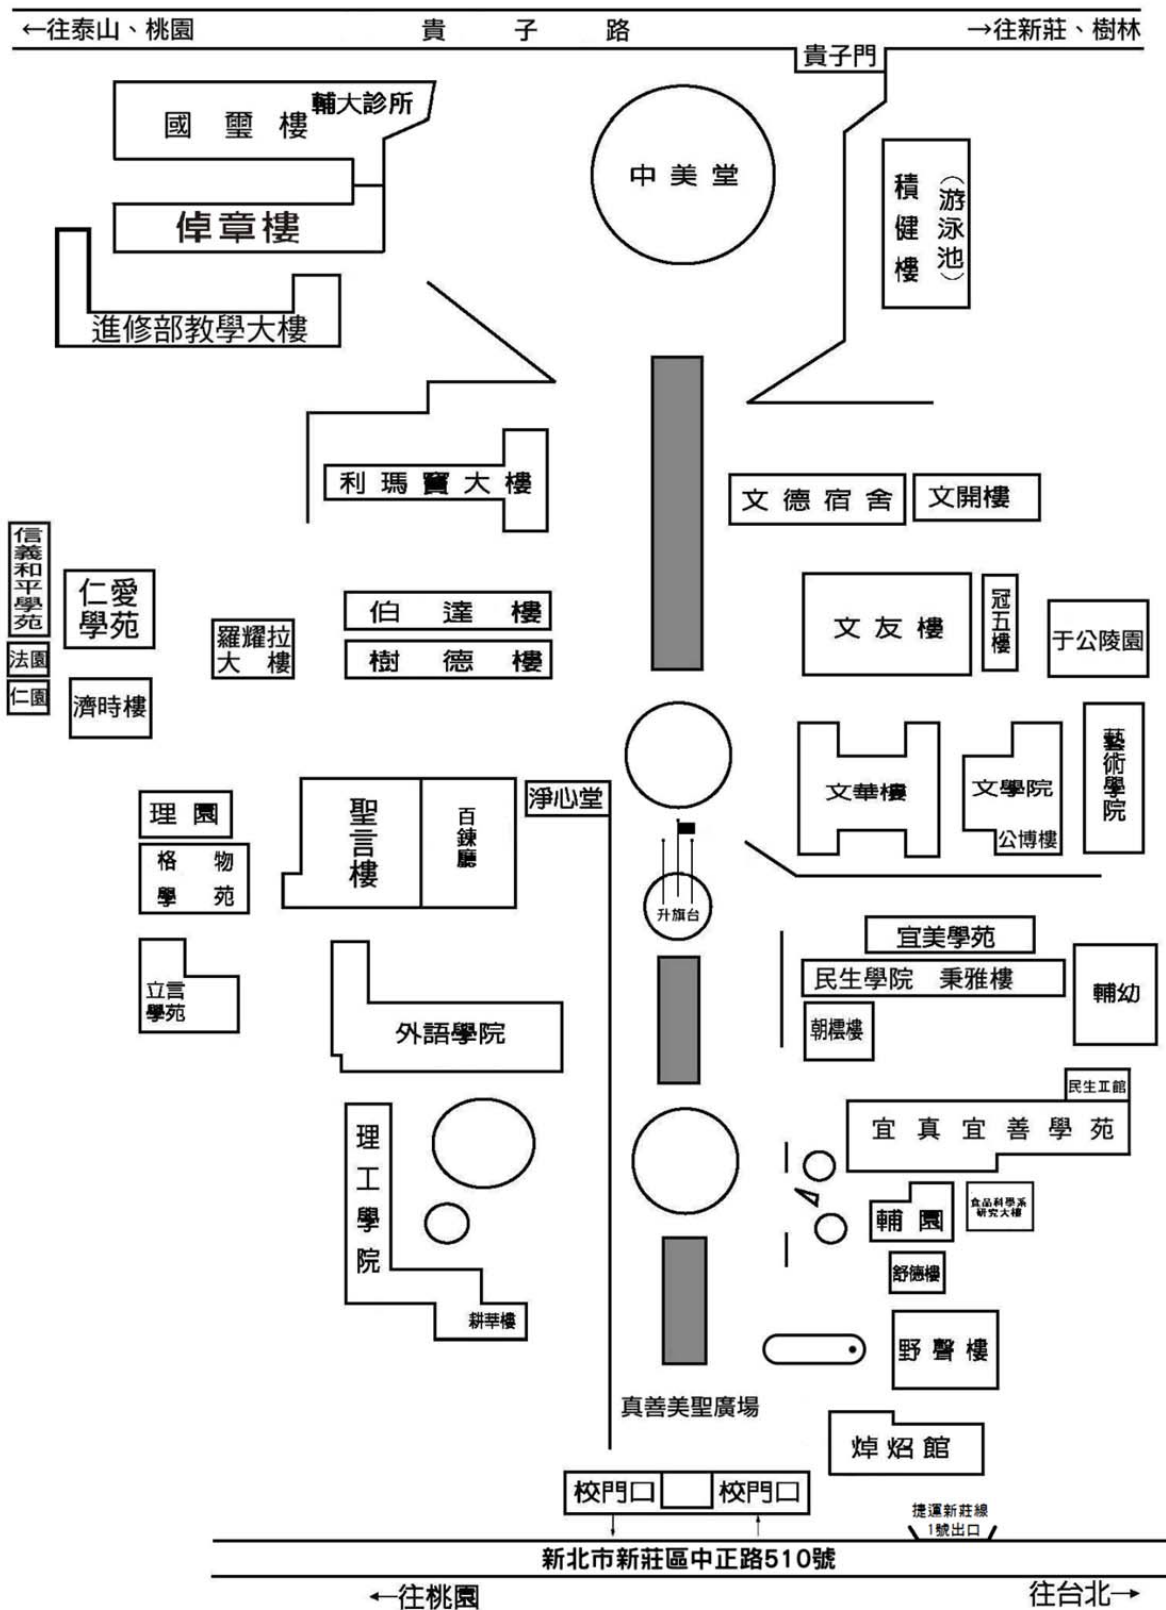 ←往泰山、桃園 貴子路 →往新莊、樹林
貴子門
輔大診所
國璽樓
中美堂
積健樓
（游泳池）
倬章樓
進修部教學大樓
利瑪竇大樓
文德宿舍
文開樓
信義和平學苑
仁愛
學苑
法園
仁園
濟時樓
羅耀拉
大樓
伯達樓
樹德樓
文友樓
冠五樓
于公陵園
理園
格物
學苑
聖言樓
百鍊廳
淨心堂
文華樓
文學院
公博樓
藝術學院
升旗台
立言
學苑
外語學院
宜美學苑
民生學院 秉雅樓
輔幼
朝橒樓
民生工館
理工學院
宜真宜善學苑
輔園
食品科學系
研究大樓
舒德樓
耕莘樓
野聲樓
真善美聖廣場
焯炤館
校門口
校門口
捷運新莊線
1號出口
新北市新莊區中正路510號
←往桃園
往台北→